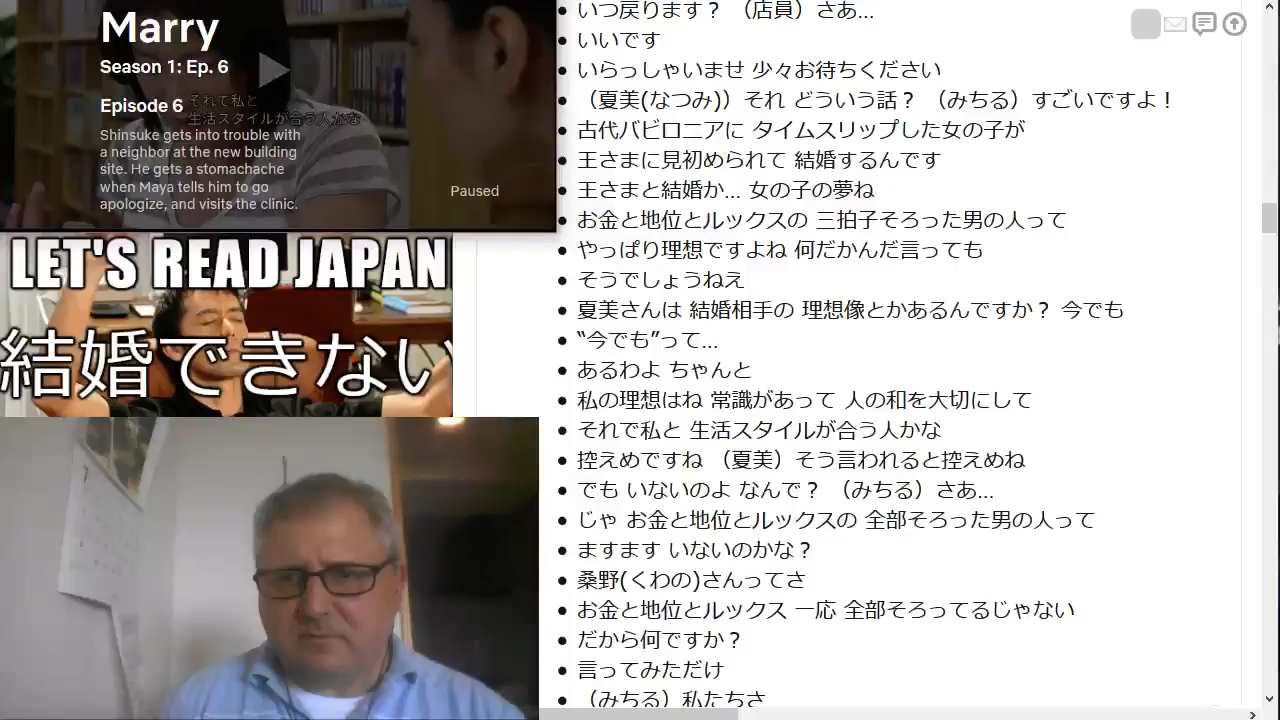 Marry
Season 1: Ep. 6
Episode 6
それで私と
生活スタイルが合う人かな
Shinsuke gets into trouble with
a neighbor at the new building
site. He gets a stomachache
when Maya tells him to go
apologize, and visits the clinic.
Paused
LET'S READ JAPAN
結婚できない
7
いつ戻ります？ （店員）さあ…
いいです
いらっしゃいませ 少々お待ちください
（夏美(なつみ)）それ どういう話？ （みちる）すごいですよ！
古代バビロニアに タイムスリップした女の子が
王さまに見初められて 結婚するんです
王さまと結婚か… 女の子の夢ね
お金と地位とルックスの 三拍子そろった男の人って
やっぱり理想ですよね 何だかんだ言っても
そうでしょうねえ
夏美さんは 結婚相手の 理想像とかあるんですか？ 今でも
“今でも”って…
あるわよ ちゃんと
私の理想はね 常識があって 人の和を大切にして
それで私と 生活スタイルが合う人かな
控えめですね （夏美）そう言われると控えめね
でも いないのよ なんで？ （みちる）さあ…
じゃ お金と地位とルックスの 全部そろった男の人って
ますます いないのかな？
桑野(くわの)さんってさ
お金と地位とルックス 一応 全部そろってるじゃない
だから何ですか？
言ってみただけ
（みちる）私たちさ